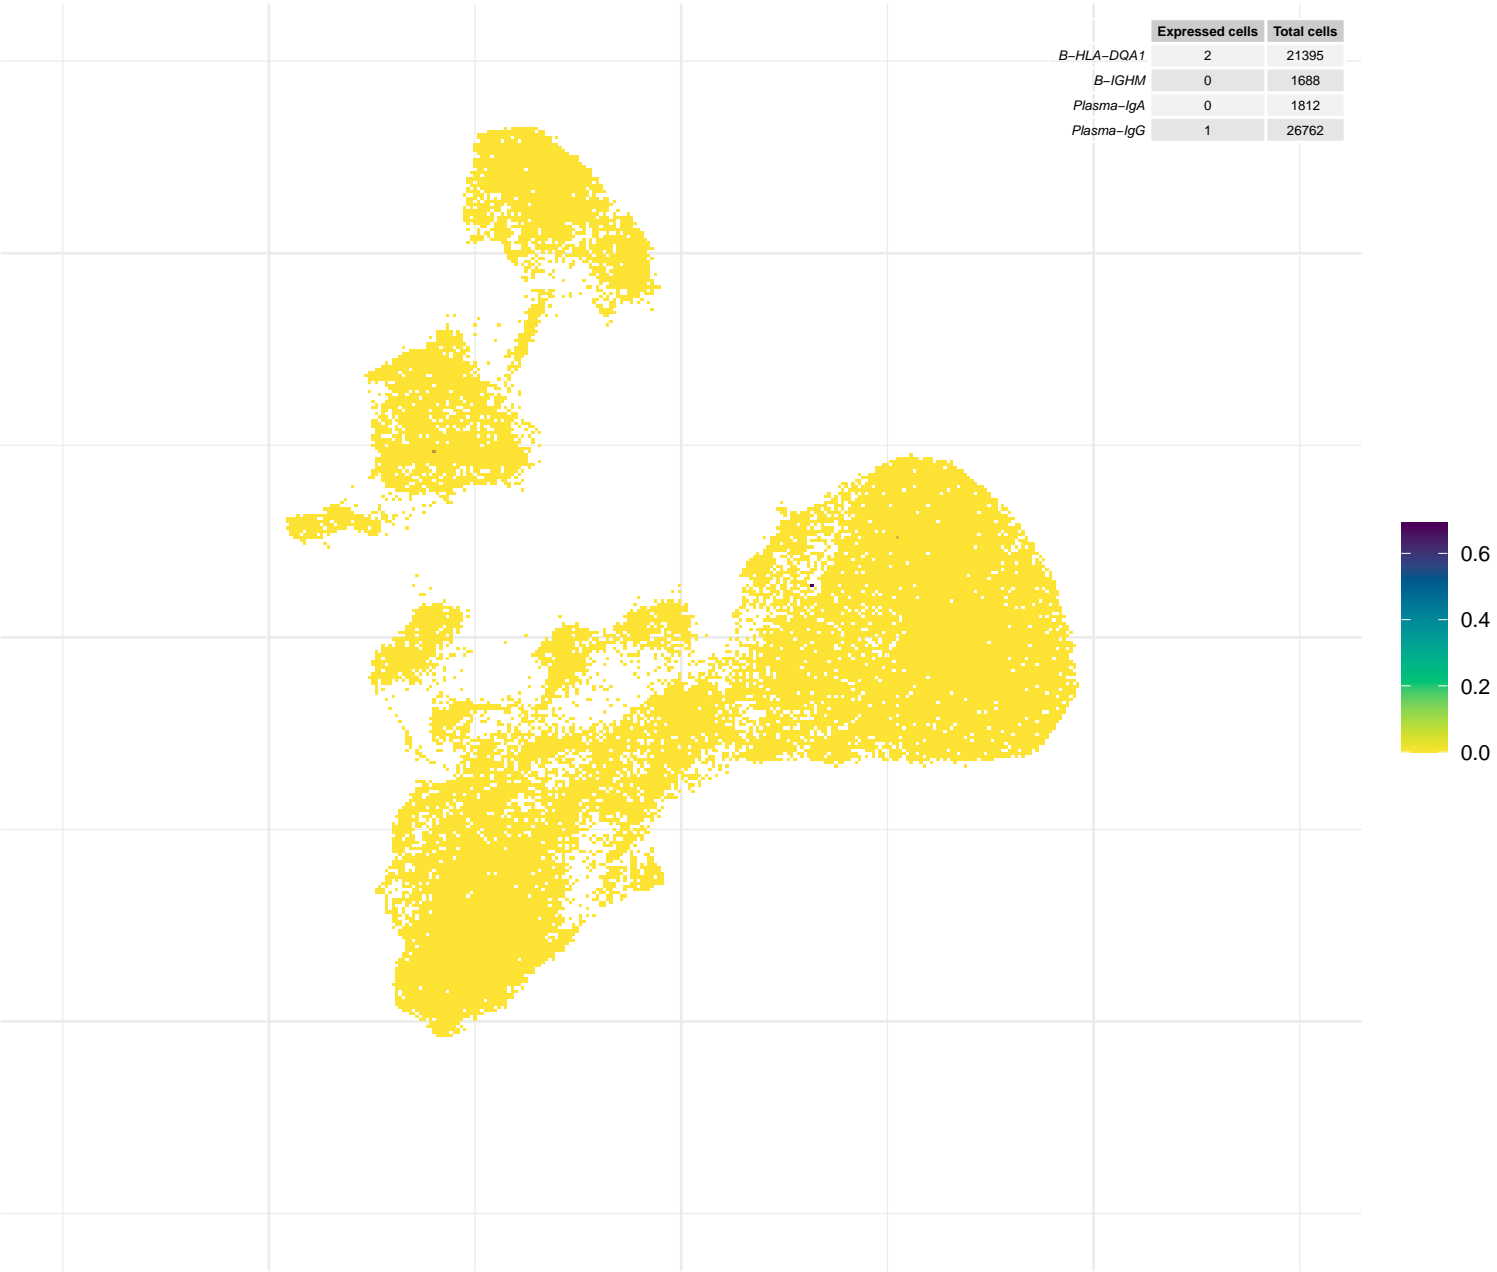 Expressed cells Total cells
B−HLA−DQA1 2 21395
B−IGHM 0 1688
Plasma−IgA 0 1812
Plasma−IgG 1 26762
0.6
0.4
0.2
0.0